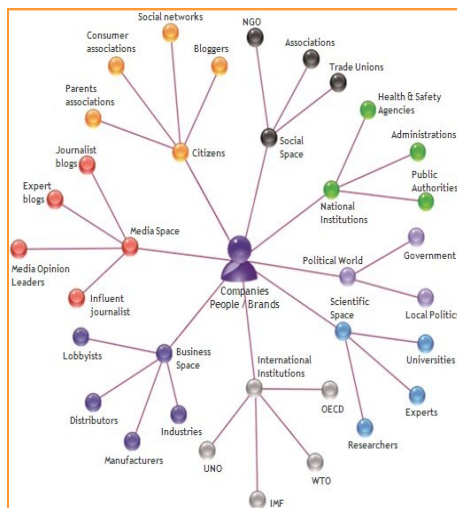 Social networks
NGO
Consumer
associations
Associations
Bloggers
Trade Unions
Parents
associations
Health & Safety
Agencies
Journalist
blogs
Citizens
Social
Space
Administrations
Expert
blogs
Public
Authorities
Media Space
National
Institutions
Political World
Government
Media Opinion
Leaders
Companies
People / Brands
Influent
journalist
Scientific
Space
Local Politics
Lobbyists
Business
Space
International
Institutions
Universities
OECD
Distributors
Industries
Experts
Manufacturers
UNO
Researchers
WTO
IMF